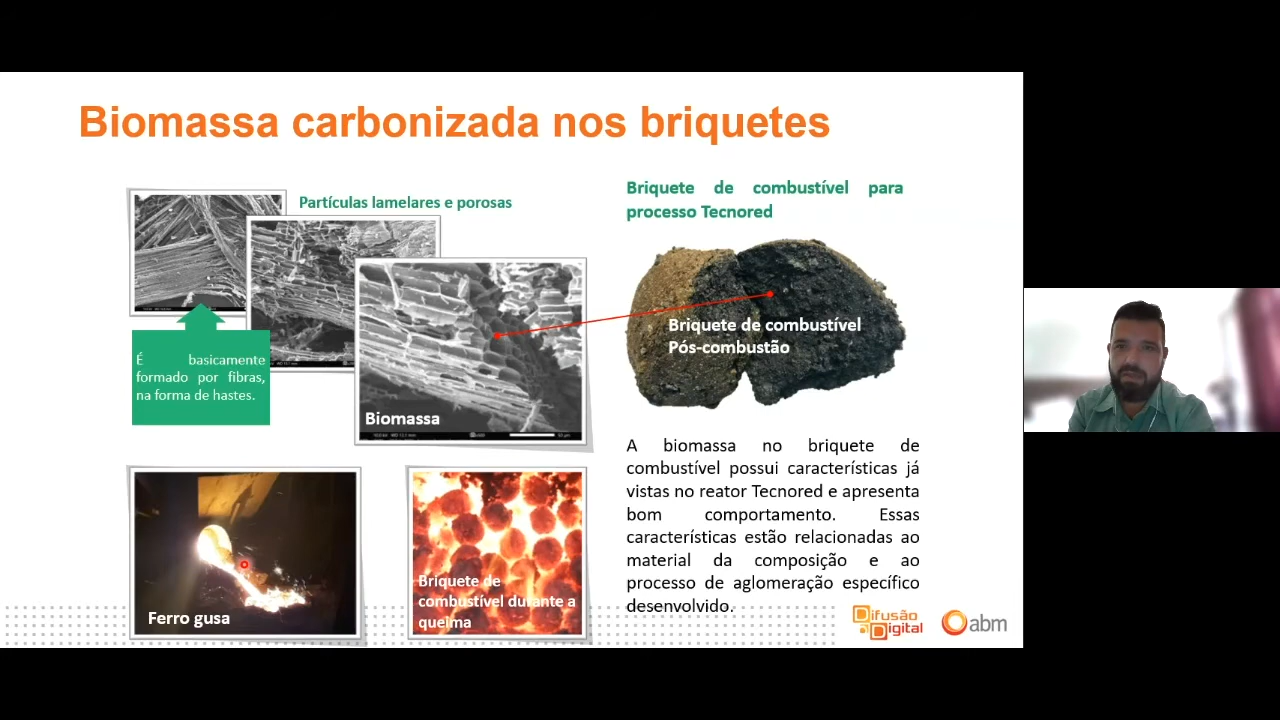 Biomassa carbonizada nos briquetes
Partículas lamelares e porosas
É basicamente
formado por fibras,
na forma de hastes.
Biomassa
Ferro gusa
Briquete de
combustível durante a
queima
Briquete de combustível para
processo Tecnored
Briquete de combustível
Pós-combustão
A biomassa no briquete de
combustível possui características já
vistas no reator Tecnored e apresenta
bom comportamento. Essas
características estão relacionadas ao
material da composição e ao
processo de aglomeração específico
desenvolvido.
Difusão
Digital
abm